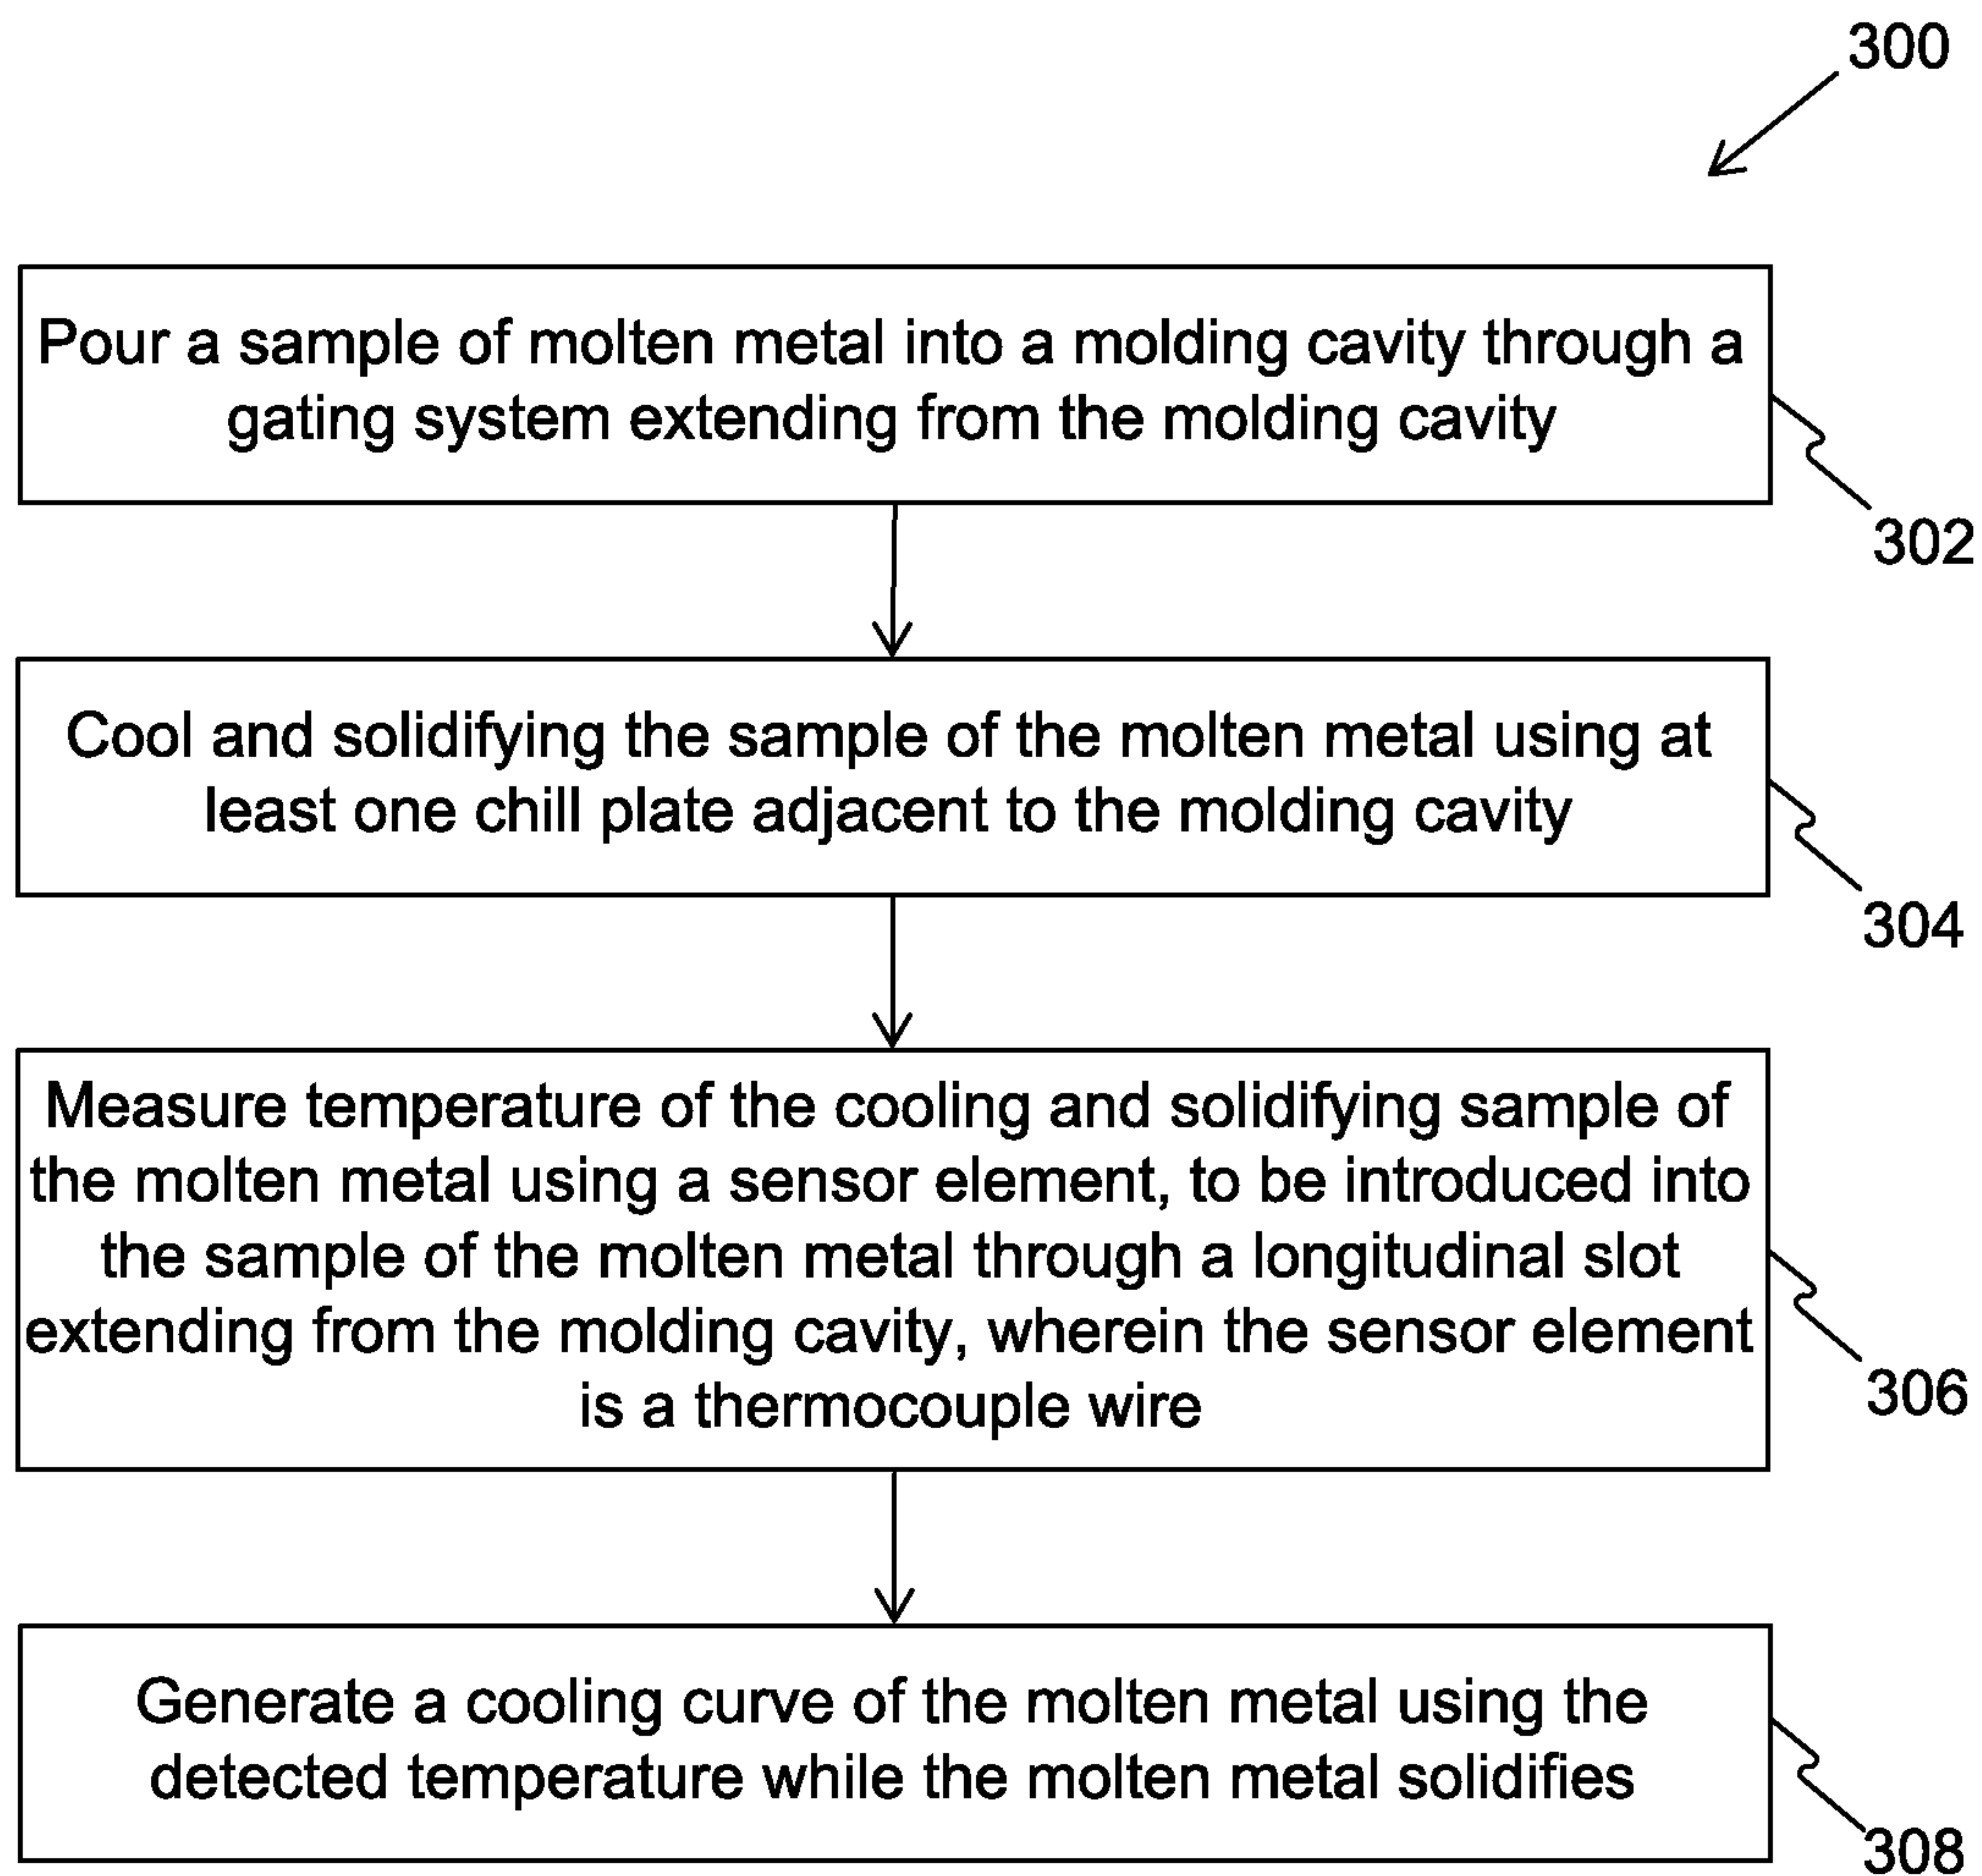 300
Pour a sample of molten metal into a molding cavity through a
gating system extending from the molding cavity
302
Cool and solidifying the sample of the molten metal using at
least one chill plate adjacent to the molding cavity
304
Measure temperature of the cooling and solidifying sample of
the molten metal using a sensor element, to be introduced into
the sample of the molten metal through a longitudinal slot
extending from the molding cavity, wherein the sensor element
is a thermocouple wire
306
Generate a cooling curve of the molten metal using the
detected temperature while the molten metal solidifies
308